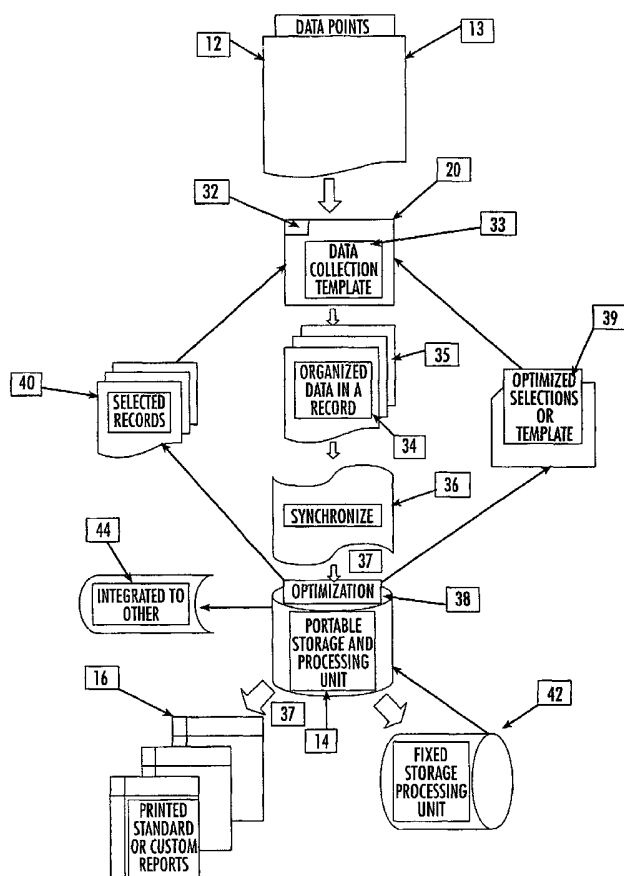 DATA POINTS
12
13
20
32
33
DATA
COLLECTION
TEMPLATE
39
35
40
SELECTED
RECORDS
ORGANIZED
DATA IN A
RECORD
34
OPTIMIZED
SELECTIONS
OR
TEMPLATE
36
SYNCHRONIZE
37
44
INTEGRATED TO
OTHER
OPTIMIZATION
38
PORTABLE
STORAGE AND
PROCESSING
UNIT
16
37
14
42
FIXED
STORAGE
PROCESSING
UNIT
PRINTED
STANDARD
OR CUSTOM
REPORTS